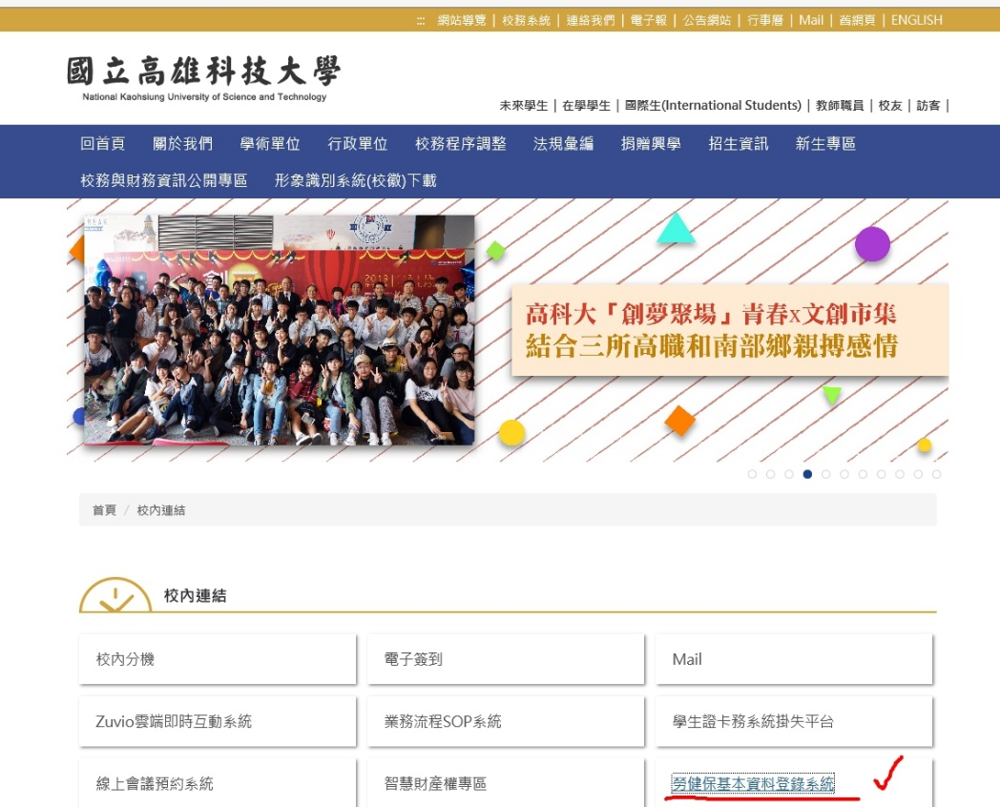 ::: 網站導覽 | 校務系統 | 連絡我們 | 電子報 | 公告網站 | 行事曆 | Mail | 舊網頁 | ENGLISH
國立高雄科技大學
National Kaohsiung University of Science and Technology
未來學生 | 在學學生 | 國際生(International Students) | 教師職員 | 校友 | 訪客 |
回首頁 關於我們 學術單位 行政單位 校務程序調整 法規彙編 捐贈興學 招生資訊 新生專區
校務與財務資訊公開專區 形象識別系統(校徽)下載
高科大「創夢聚場」青春x文創市集
結合三所高職和南部鄉親搏感情
首頁 / 校內連結
校內連結
校內分機 電子簽到 Mail
Zuvio雲端即時互動系統 業務流程SOP系統 學生證卡務系統掛失平台
線上會議預約系統 智慧財產權專區 勞健保基本資料登錄系統